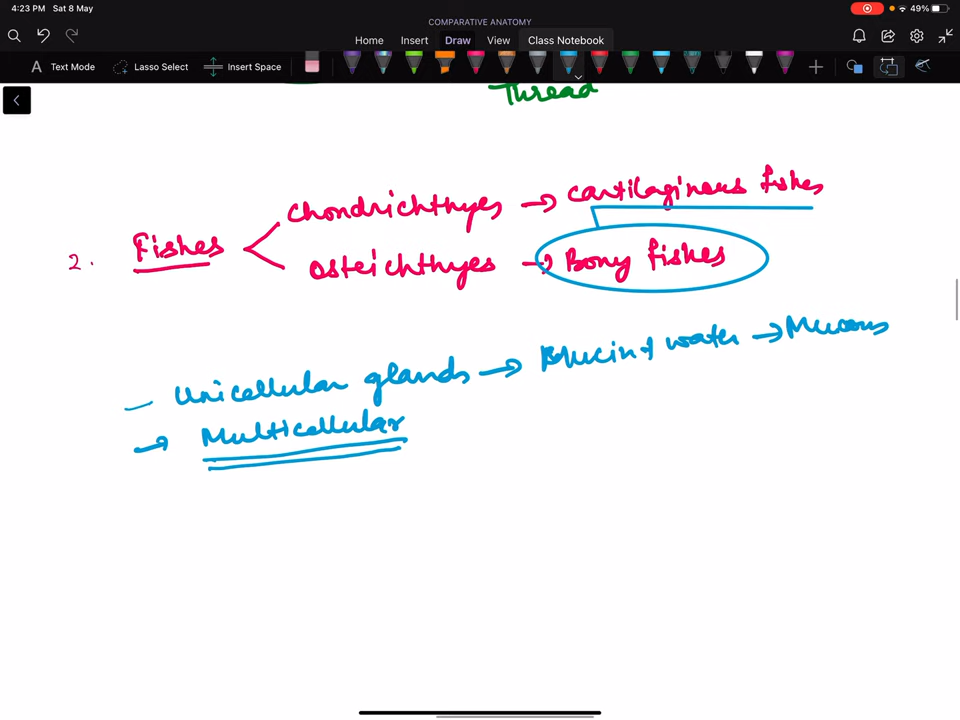 4:23 PM Sat 8 May
49%
COMPARATIVE ANATOMY
Home Insert Draw View Class Notebook
A Text Mode Lasso Select Insert Space
Thread
chondrichthyes → cartilaginous fishes
2. Fishes
osteichthyes → Bony fishes
– Unicellular glands → Mucin + water → Mucous
→ Multicellular